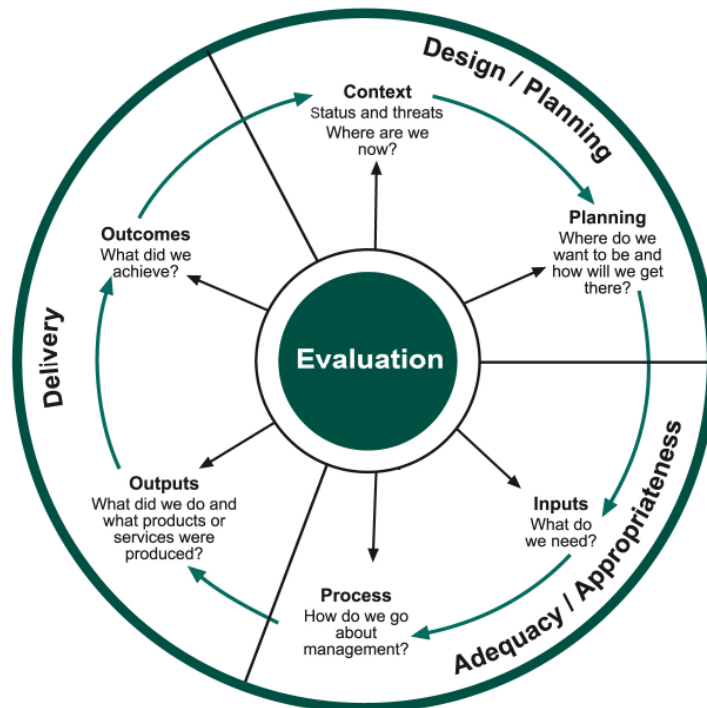 Design / Planning
Context
Status and threats
Where are we
now?
Planning
Where do we
want to be and
how will we get
there?
Outcomes
What did we
achieve?
Delivery
Evaluation
Outputs
What did we do and
what products or
services were
produced?
Inputs
What do
we need?
Process
How do we go
about
management?
Adequacy / Appropriateness